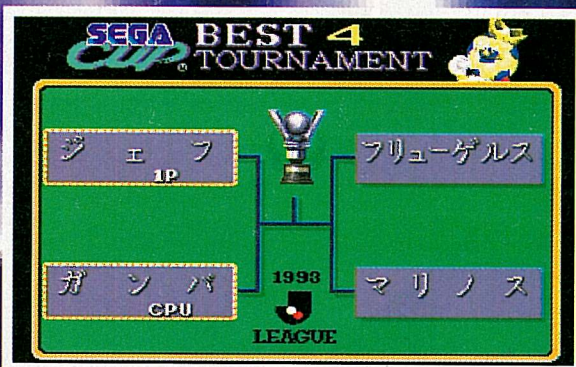 SEGA CUP BEST 4
TOURNAMENT
ジェフ
1P
フリューゲルス
ガンバ
CPU
マリノス
1993
J
LEAGUE